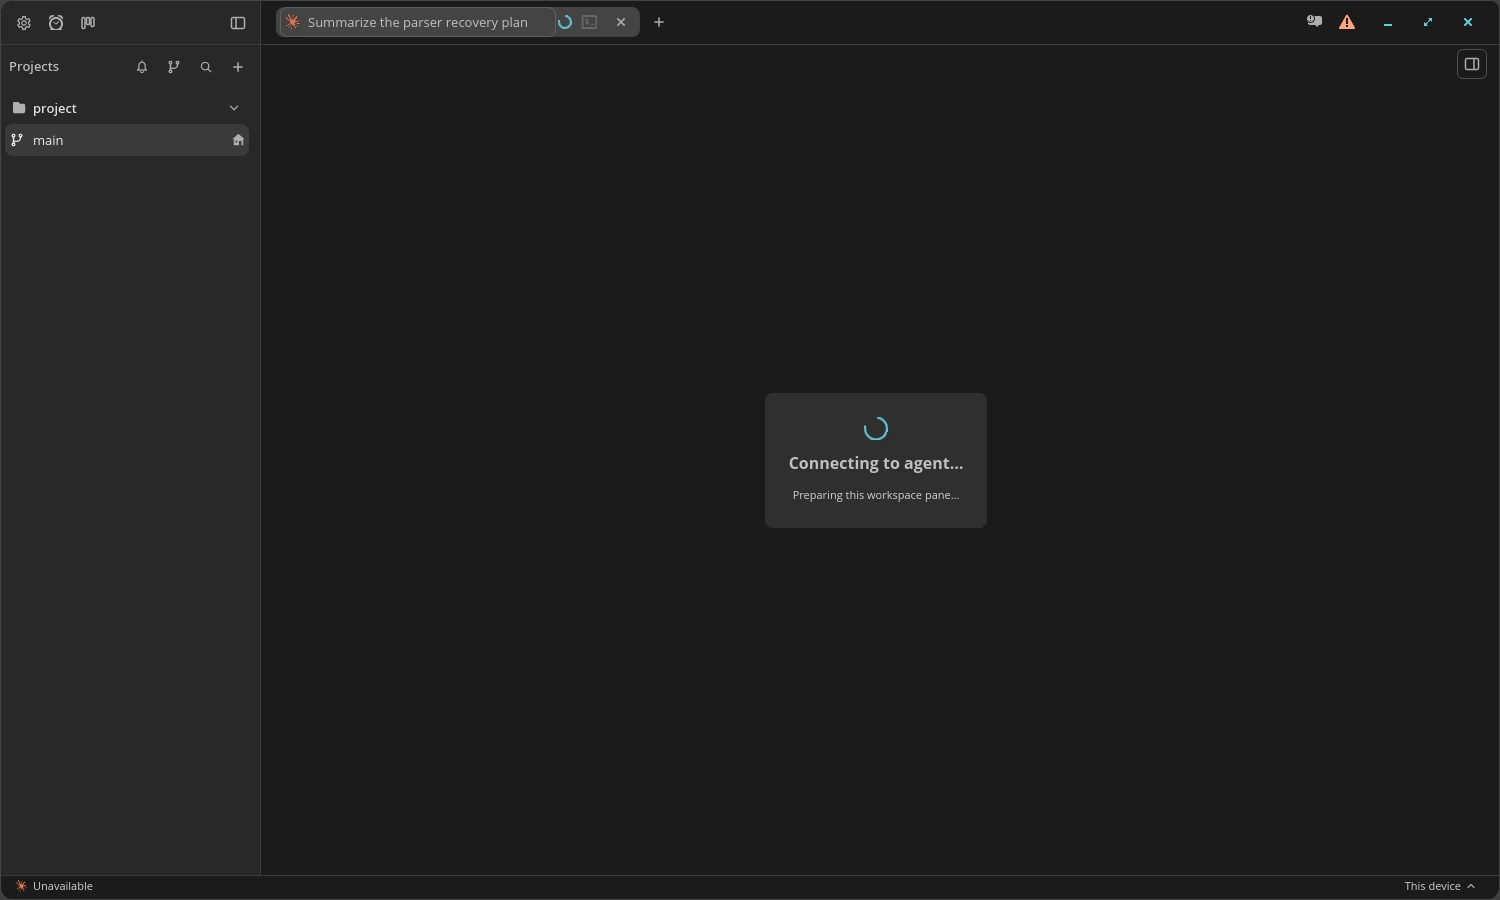 Summarize the parser recovery plan
Projects
project
main
Connecting to agent...
Preparing this workspace pane...
Unavailable
This device